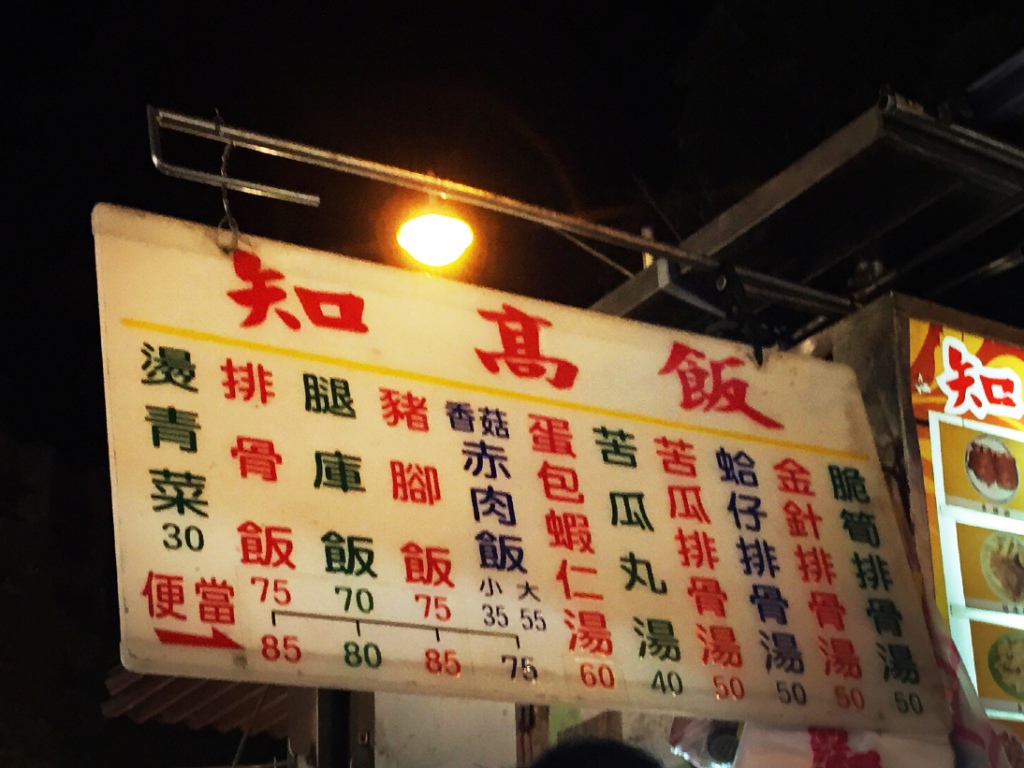 知高飯
燙青菜
30
排骨飯
75
腿庫飯
70
豬腳飯
75
香菇
赤肉飯
小 大
35 55
蛋包蝦仁湯
60
苦瓜丸湯
40
苦瓜排骨湯
50
蛤仔排骨湯
50
金針排骨湯
50
脆筍排骨湯
50
便當
85 80 85 75
知